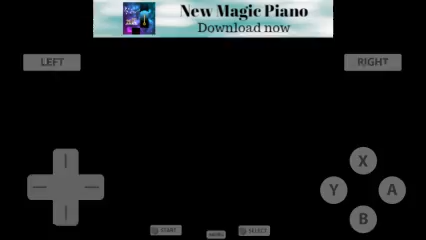 New Magic Piano
Download now
LEFT
RIGHT
X
Y
A
B
START
SELECT